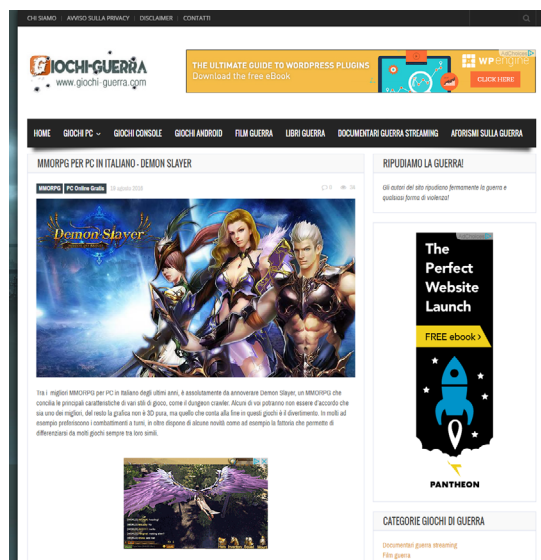 CHI SIAMO | AVVISO SULLA PRIVACY | DISCLAIMER | CONTATTI
GIOCHI-GUERRA
www.giochi-guerra.com
THE ULTIMATE GUIDE TO WORDPRESS PLUGINS
Download the free eBook
WPengine
CLICK HERE
AdChoices
HOME GIOCHI PC GIOCHI CONSOLE GIOCHI ANDROID FILM GUERRA LIBRI GUERRA DOCUMENTARI GUERRA STREAMING AFORISMI SULLA GUERRA
MMORPG PER PC IN ITALIANO - DEMON SLAYER
MMORPG PC Online Gratis
Demon Slayer
Tra i migliori MMORPG per PC in italiano degli ultimi anni, è assolutamente da annoverare Demon Slayer, un MMORPG che
concilia le principali caratteristiche di vari stili di gioco, come il dungeon crawler. Alcuni di voi potranno non essere d'accordo che
sia uno dei migliori, del resto la grafica non è 3D pura, ma quello che conta alla fine in questi giochi è il divertimento. In molti ad
esempio preferiscono i combattimenti a turni, in oltre dispone di alcune novità come ad esempio la fattoria che permette di
differenziarsi da molti giochi sempre tra loro simili.
RIPUDIAMO LA GUERRA!
Gli autori del sito ripudiano fermamente la guerra e
qualsiasi forma di violenza!
AdChoices
The
Perfect
Website
Launch
FREE ebook >
PANTHEON
CATEGORIE GIOCHI DI GUERRA
Documentari guerra streaming
Film guerra